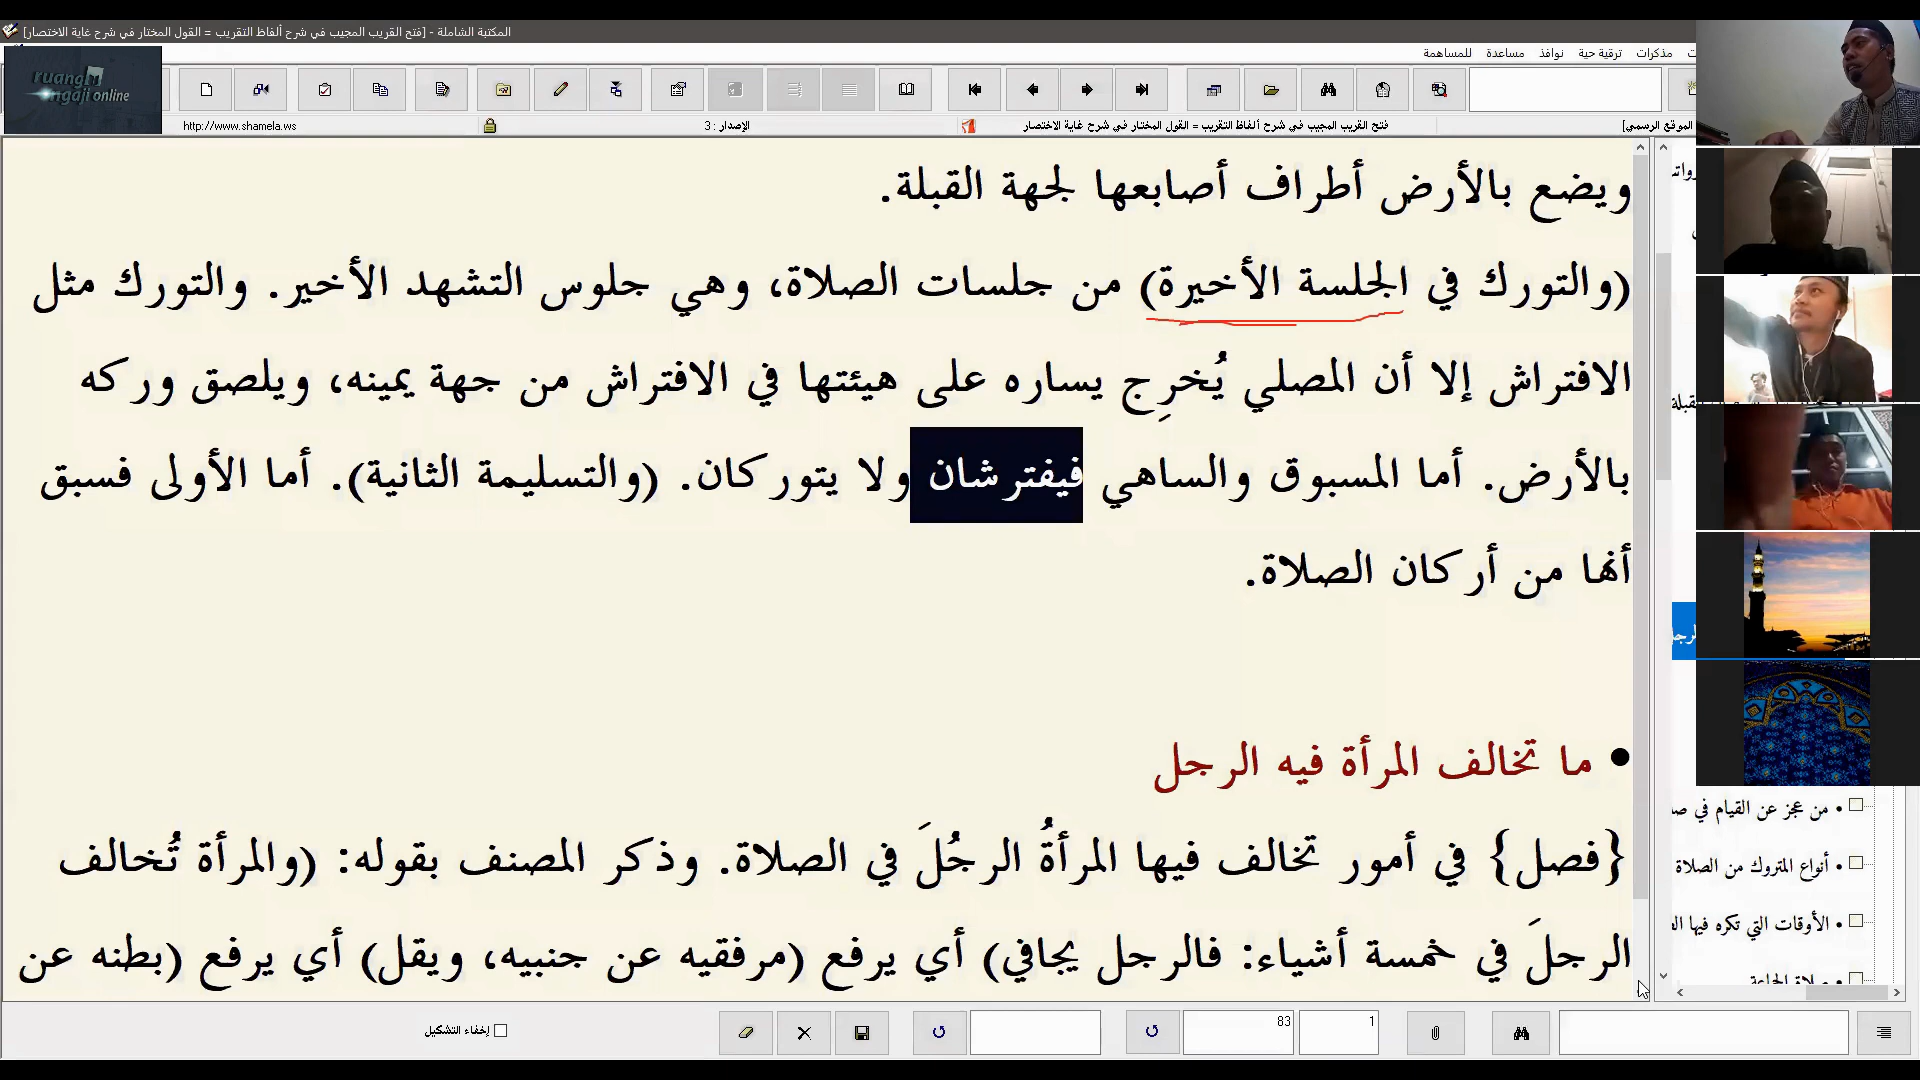 المكتبة الشاملة - [فتح القريب المجيب في شرح ألفاظ التقريب = القول المختار في شرح غاية الاختصار]
مذكرات ترقية حية نوافذ مساعدة للمساهمة
ruang
ngaji online
http://www.shamela.ws
الإصدار : 3
فتح القريب المجيب في شرح ألفاظ التقريب = القول المختار في شرح غاية الاختصار
الموقع الرسمي]
ويضع بالأرض أطراف أصابعها لجهة القبلة.
(والتورك في الجلسة الأخيرة) من جلسات الصلاة، وهي جلوس التشهد الأخير. والتورك مثل
الافتراش إلا أن المصلي يُخرِج يساره على هيئتها في الافتراش من جهة يمينه، ويلصق وركه
بالأرض. أما المسبوق والساهي فيفترشان ولا يتوركان. (والتسليمة الثانية). أما الأولى فسبق
أنها من أركان الصلاة.
• ما تخالف المرأة فيه الرجل
{فصل} في أمور تخالف فيها المرأةُ الرجُلَ في الصلاة. وذكر المصنف بقوله: (والمرأة تُخالف
الرجلَ في خمسة أشياء: فالرجل يجافي) أي يرفع (مرفقيه عن جنبيه، ويقل) أي يرفع (بطنه عن
• من عجز عن القيام في صـ
• أنواع المتروك من الصلاة
• الأوقات التي تكره فيها
• صلاة الجماعة
إخفاء التشكيل
83
1